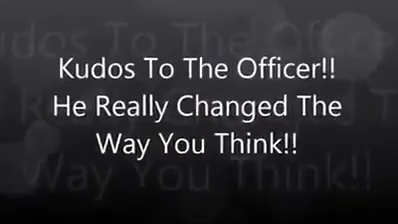 Kudos To The Officer!!
He Really Changed The
Way You Think!!